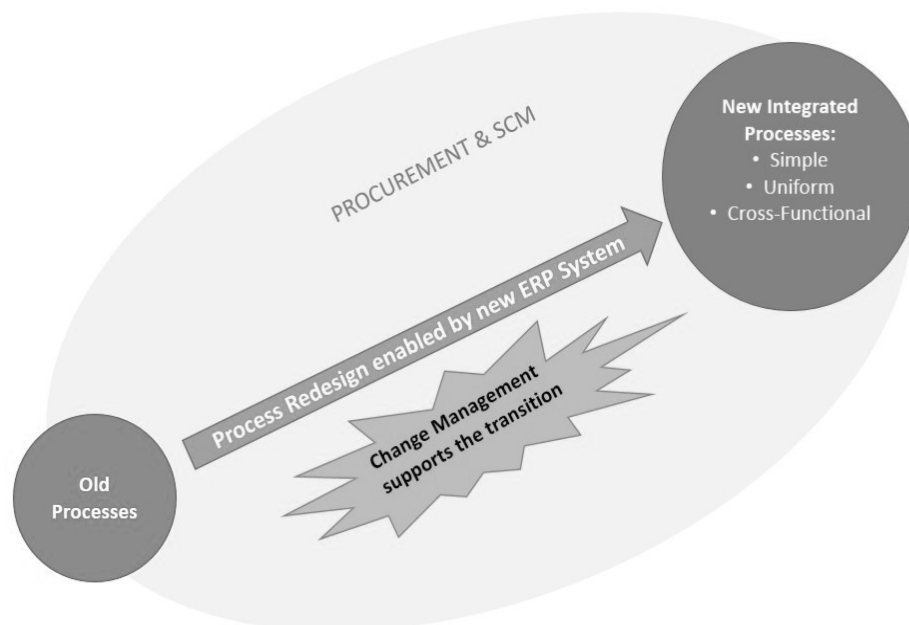 PROCUREMENT & SCM
New Integrated
Processes:
• Simple
• Uniform
• Cross-Functional
Process Redesign enabled by new ERP System
Change Management
supports the transition
Old
Processes